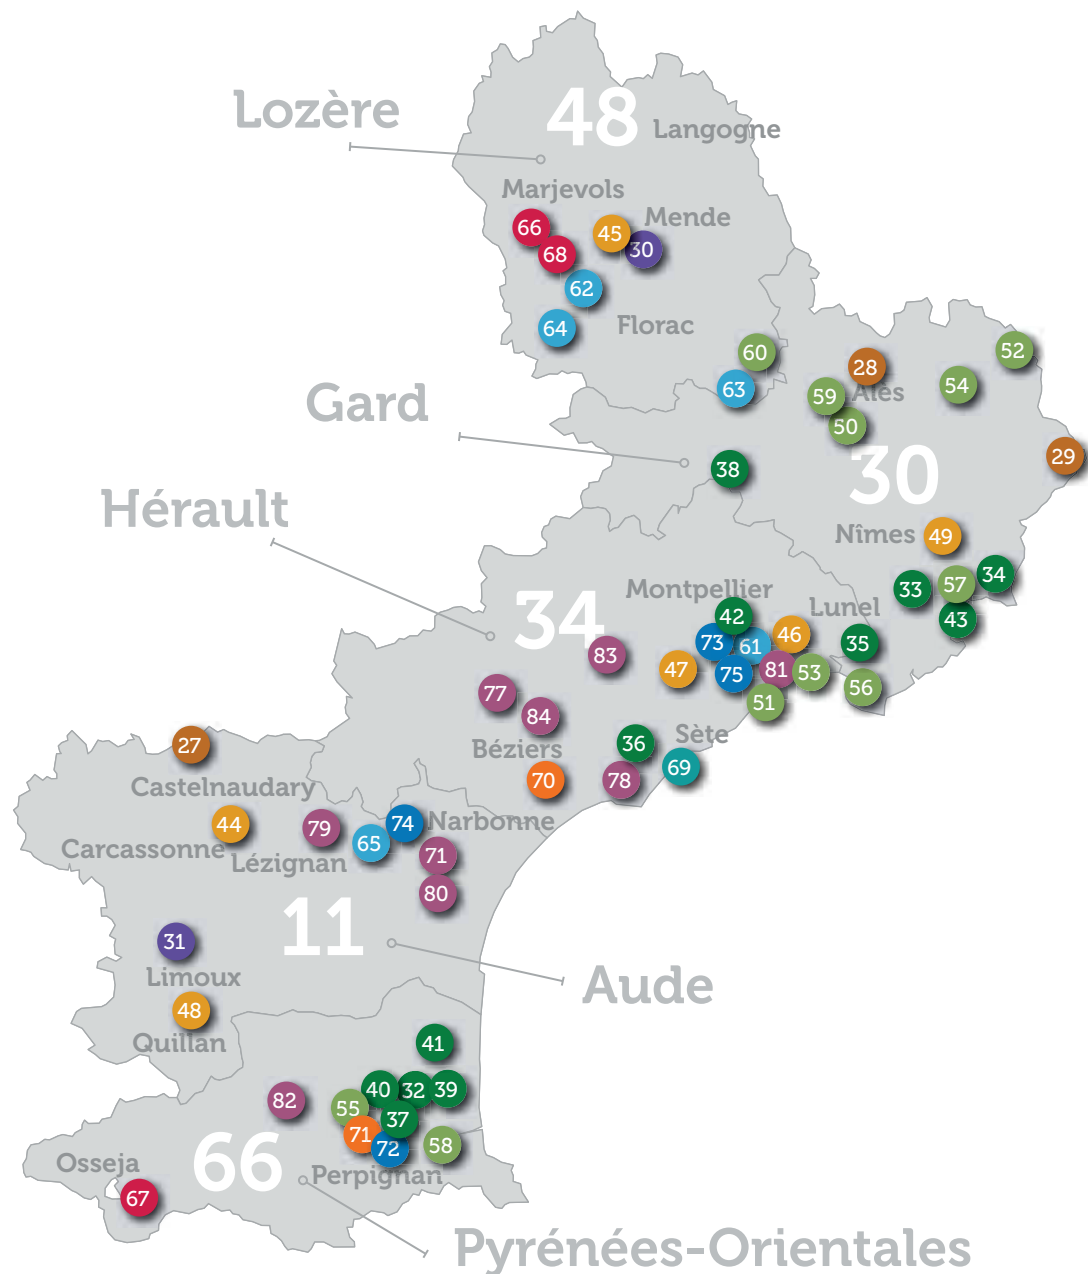 Lozère
48
Langogne
Marjevols
Mende
66
45
30
68
62
64
Florac
60
52
28
63
54
59
Alès
Gard
50
29
38
30
Hérault
Nîmes
49
34
33
57
Montpellier
34
Lunel
42
43
46
73
61
35
83
47
75
81
53
77
56
51
84
Sète
27
Béziers
36
69
70
78
Castelnaudary
44
79
74
Narbonne
Carcassonne
65
Lézignan
71
80
11
31
Limoux
Aude
48
Quillan
41
82
40
32
39
55
37
71
72
58
66
Osseja
Perpignan
67
Pyrénées-Orientales